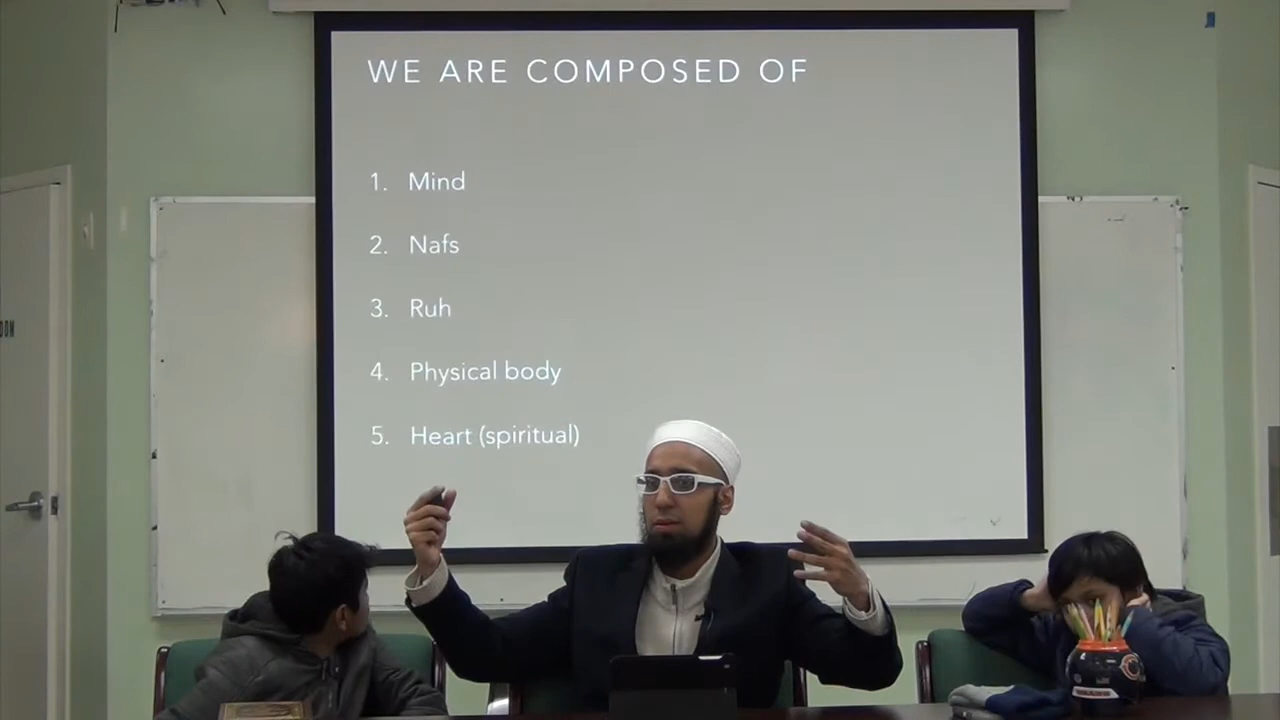 WE ARE COMPOSED OF
1. Mind
2. Nafs
3. Ruh
4. Physical body
5. Heart (spiritual)